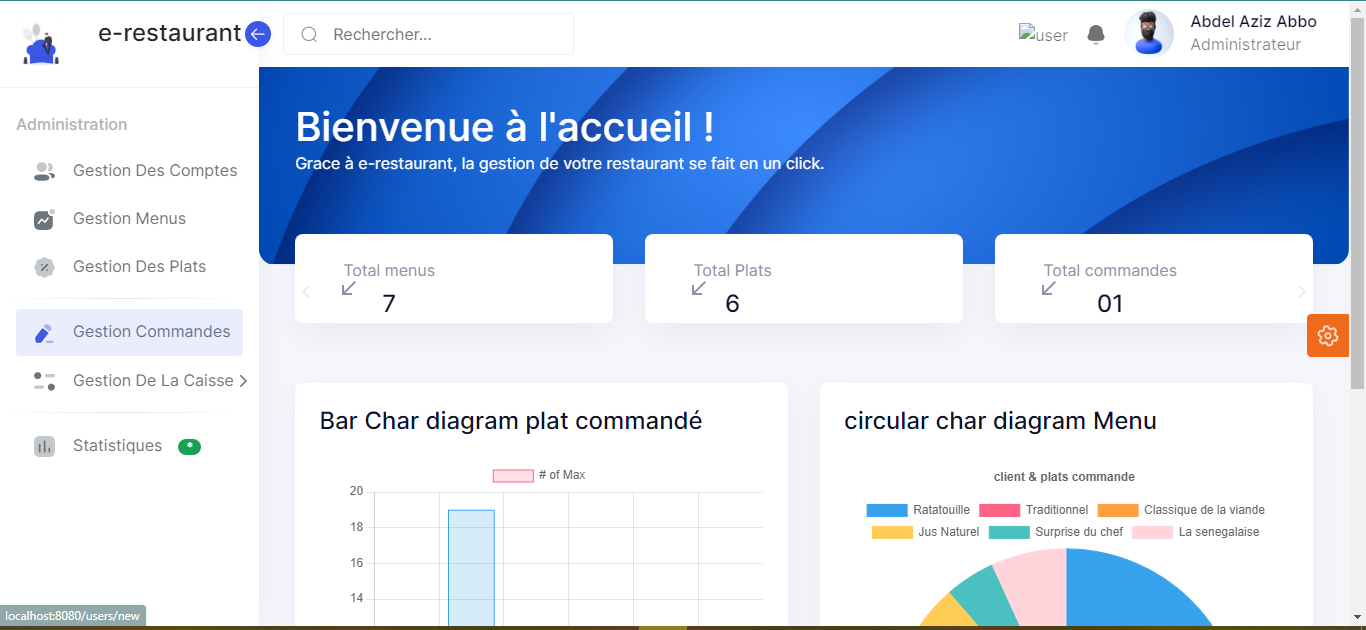 e-restaurant
Rechercher...
user
Abdel Aziz Abbo
Administrateur
Administration
Gestion Des Comptes
Gestion Menus
Gestion Des Plats
Gestion Commandes
Gestion De La Caisse
Statistiques *
Bienvenue à l'accueil !
Grace à e-restaurant, la gestion de votre restaurant se fait en un click.
Total menus
7
Total Plats
6
Total commandes
01
Bar Char diagram plat commandé
# of Max
20
18
16
14
circular char diagram Menu
client & plats commande
Ratatouille Traditionnel Classique de la viande
Jus Naturel Surprise du chef La senegalaise
localhost:8080/users/new